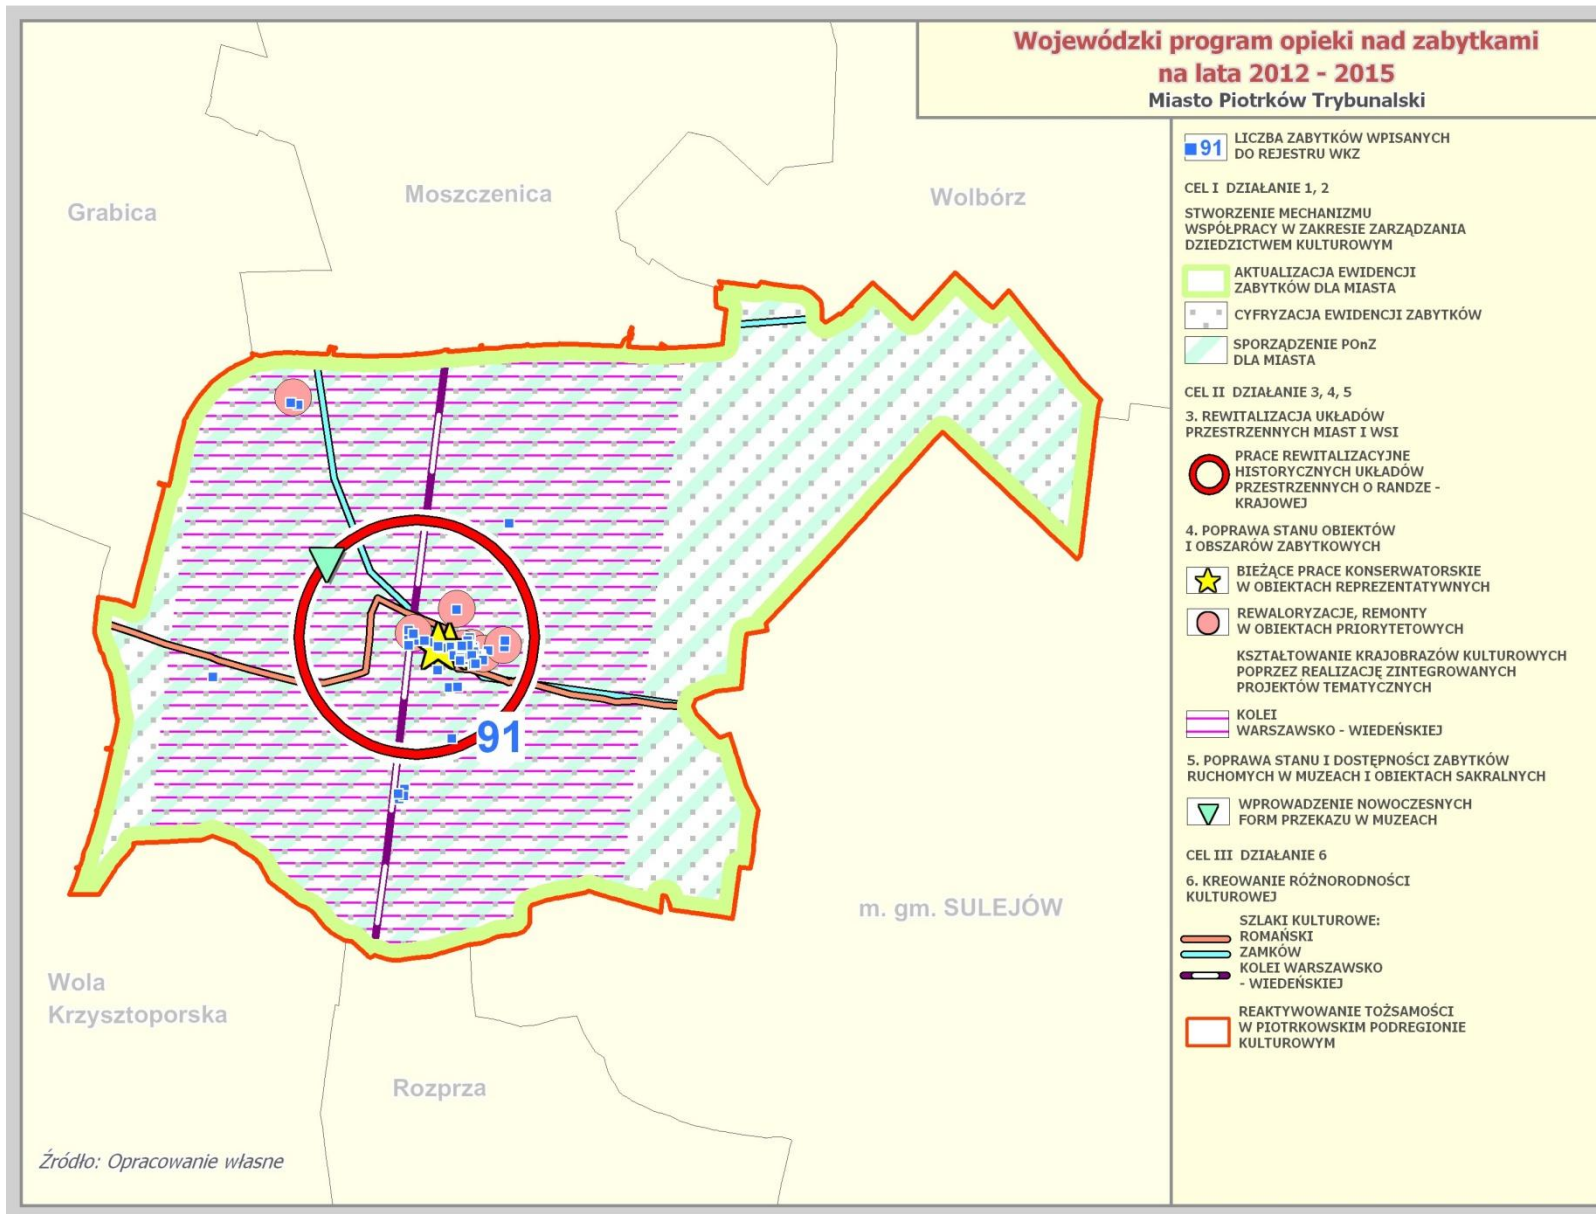 Wojewódzki program opieki nad zabytkami
na lata 2012 - 2015
Miasto Piotrków Trybunalski
Grabica
Moszczenica
Wolbórz
91
m. gm. SULEJÓW
Wola
Krzysztoporska
Rozprza
Źródło: Opracowanie własne
91 LICZBA ZABYTKÓW WPISANYCH
DO REJESTRU WKZ
CEL I DZIAŁANIE 1, 2
STWORZENIE MECHANIZMU
WSPÓŁPRACY W ZAKRESIE ZARZĄDZANIA
DZIEDZICTWEM KULTUROWYM
AKTUALIZACJA EWIDENCJI
ZABYTKÓW DLA MIASTA
CYFRYZACJA EWIDENCJI ZABYTKÓW
SPORZĄDZENIE POnZ
DLA MIASTA
CEL II DZIAŁANIE 3, 4, 5
3. REWITALIZACJA UKŁADÓW
PRZESTRZENNYCH MIAST I WSI
PRACE REWITALIZACYJNE
HISTORYCZNYCH UKŁADÓW
PRZESTRZENNYCH O RANDZE -
KRAJOWEJ
4. POPRAWA STANU OBIEKTÓW
I OBSZARÓW ZABYTKOWYCH
BIEŻĄCE PRACE KONSERWATORSKIE
W OBIEKTACH REPREZENTATYWNYCH
REWALORYZACJE, REMONTY
W OBIEKTACH PRIORYTETOWYCH
KSZTAŁTOWANIE KRAJOBRAZÓW KULTUROWYCH
POPRZEZ REALIZACJĘ ZINTEGROWANYCH
PROJEKTÓW TEMATYCZNYCH
KOLEI
WARSZAWSKO - WIEDEŃSKIEJ
5. POPRAWA STANU I DOSTĘPNOŚCI ZABYTKÓW
RUCHOMYCH W MUZEACH I OBIEKTACH SAKRALNYCH
WPROWADZENIE NOWOCZESNYCH
FORM PRZEKAZU W MUZEACH
CEL III DZIAŁANIE 6
6. KREOWANIE RÓŻNORODNOŚCI
KULTUROWEJ
SZLAKI KULTUROWE:
ROMAŃSKI
ZAMKÓW
KOLEI WARSZAWSKO
- WIEDEŃSKIEJ
REAKTYWOWANIE TOŻSAMOŚCI
W PIOTRKOWSKIM PODREGIONIE
KULTUROWYM